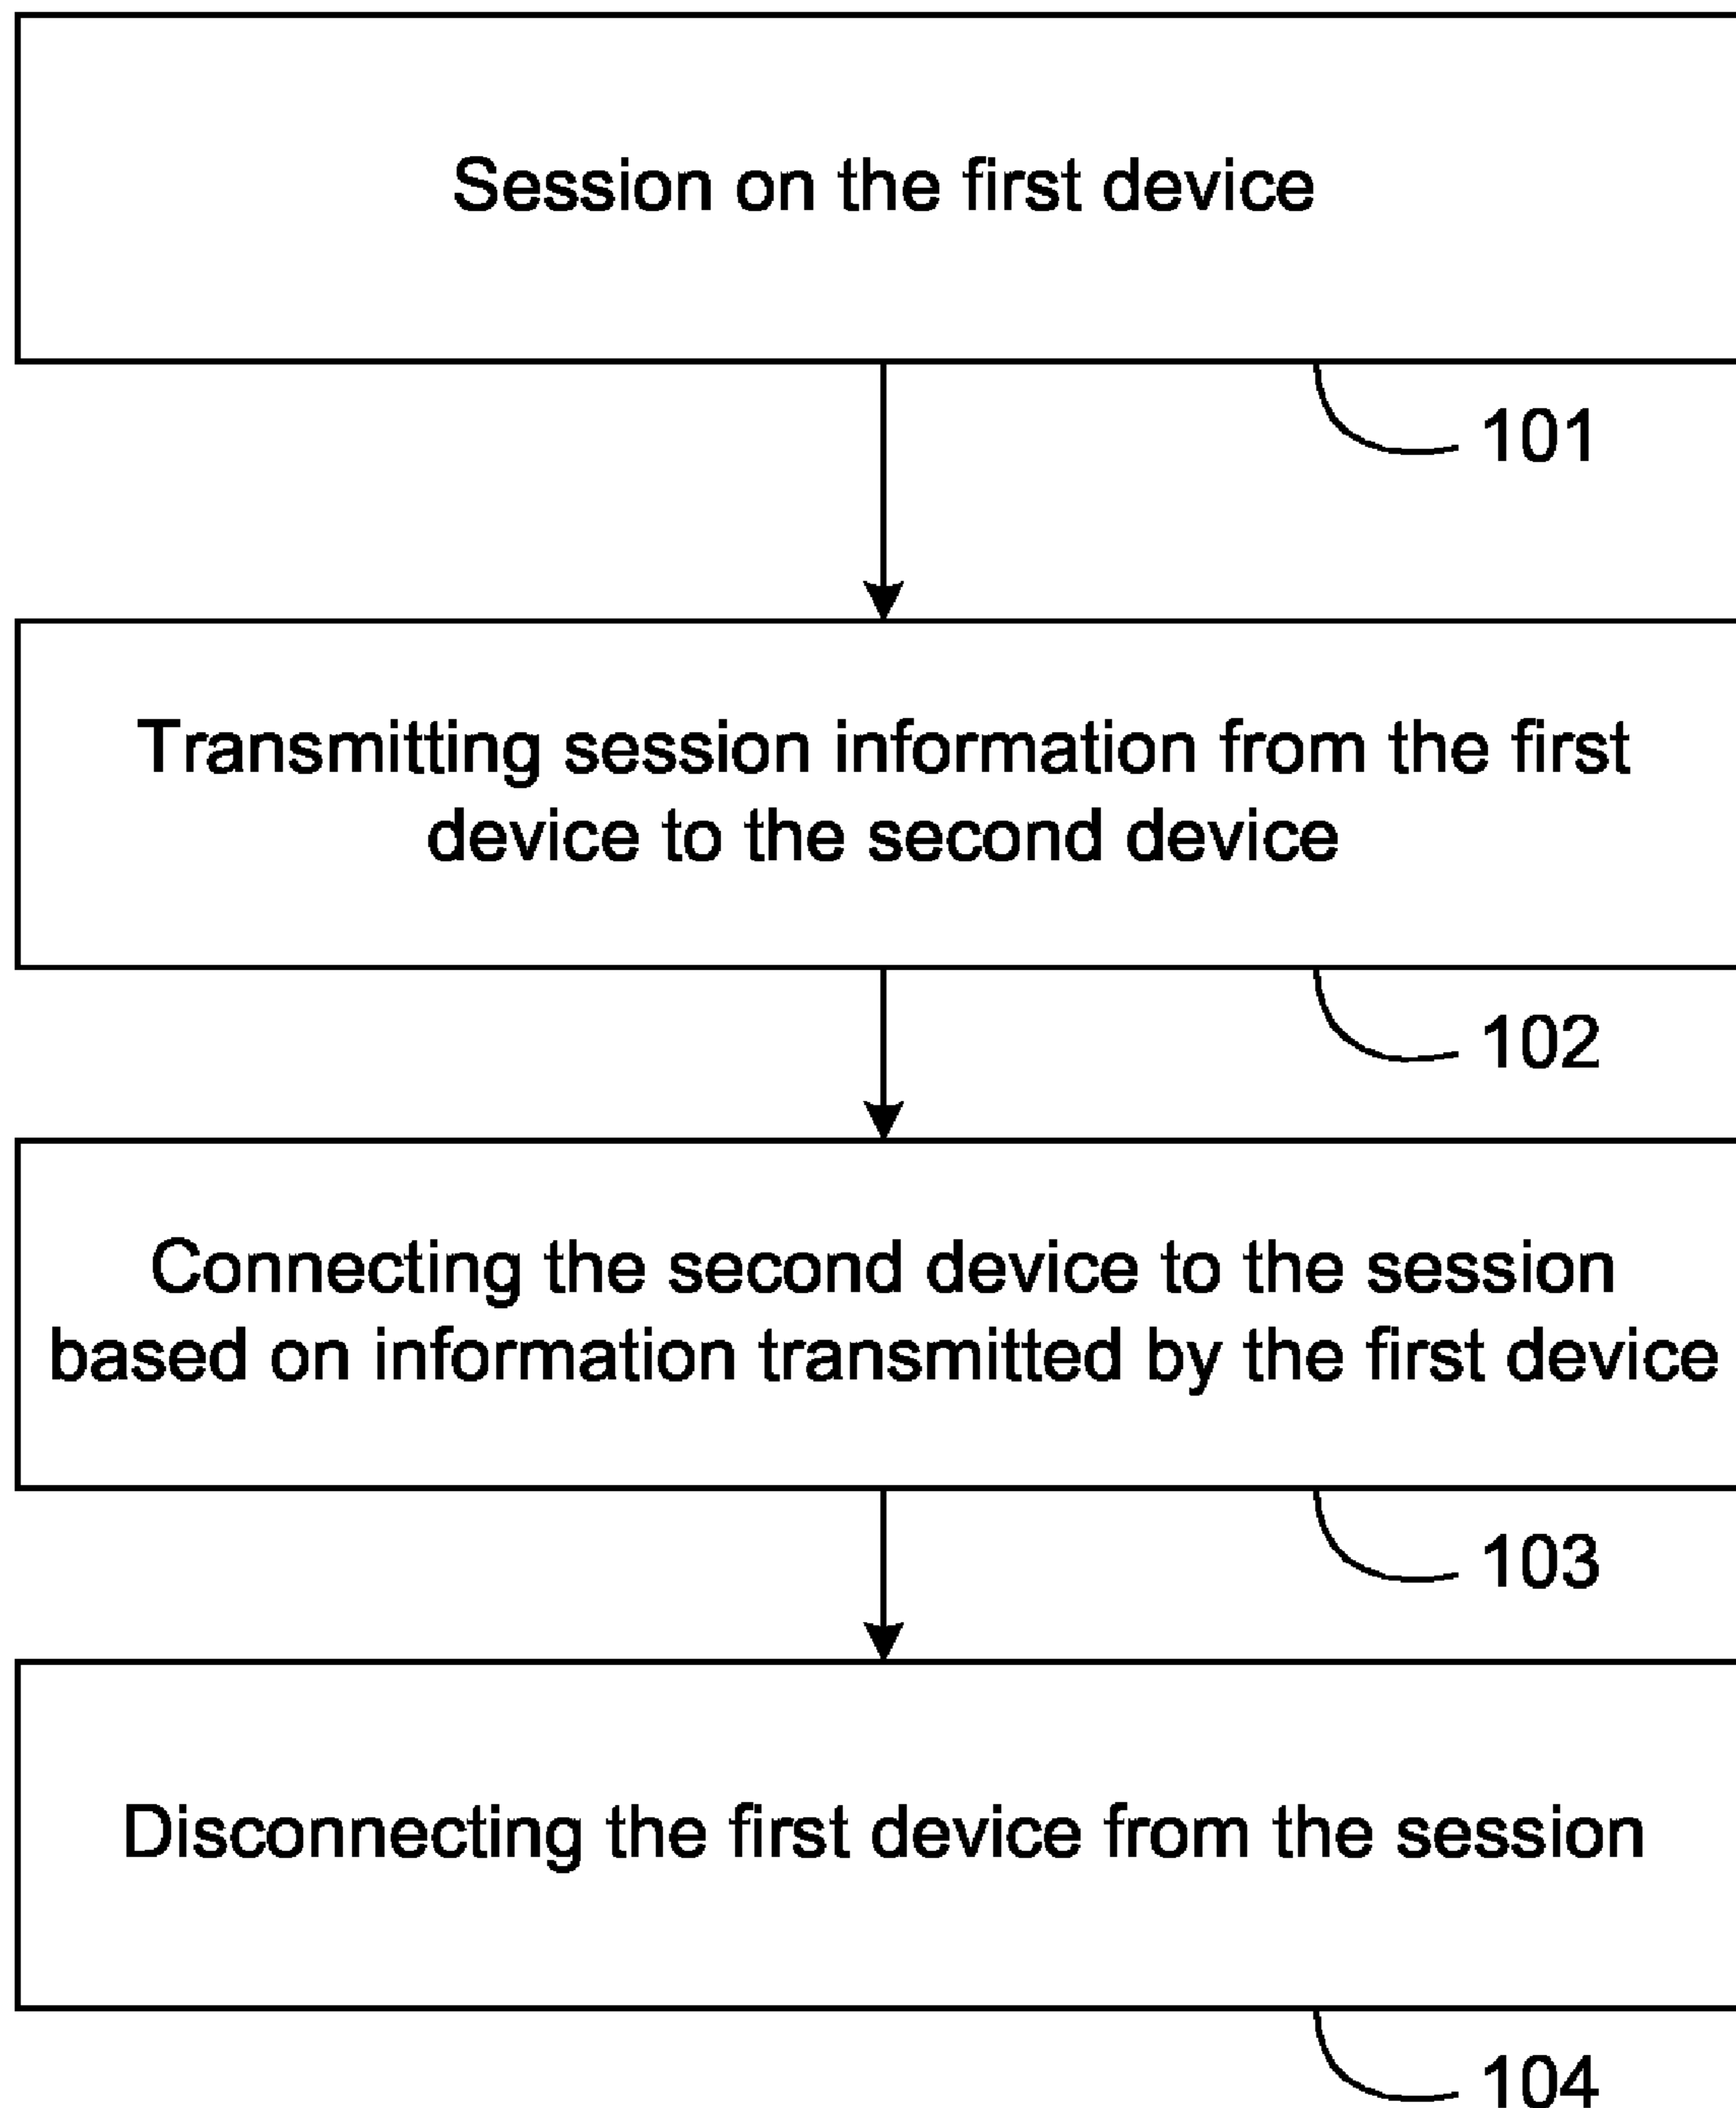 Session on the first device
101
Transmitting session information from the first
device to the second device
102
Connecting the second device to the session
based on information transmitted by the first device
103
Disconnecting the first device from the session
104